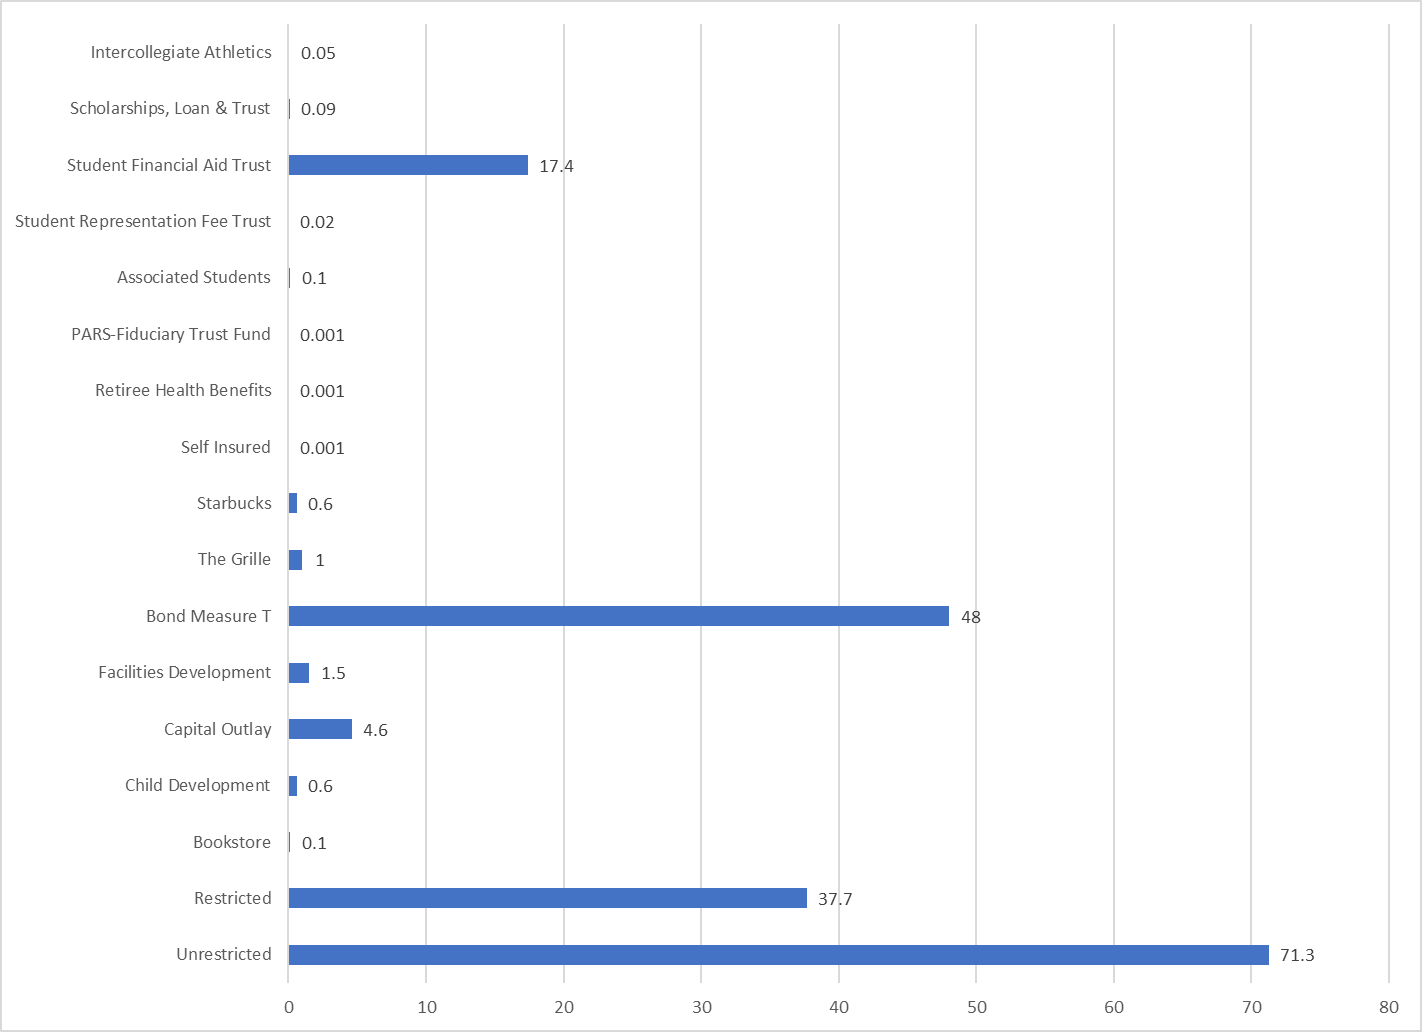 Intercollegiate Athletics 0.05
Scholarships, Loan & Trust 0.09
Student Financial Aid Trust 17.4
Student Representation Fee Trust 0.02
Associated Students 0.1
PARS-Fiduciary Trust Fund 0.001
Retiree Health Benefits 0.001
Self Insured 0.001
Starbucks 0.6
The Grille 1
Bond Measure T 48
Facilities Development 1.5
Capital Outlay 4.6
Child Development 0.6
Bookstore 0.1
Restricted 37.7
Unrestricted 71.3
0 10 20 30 40 50 60 70 80